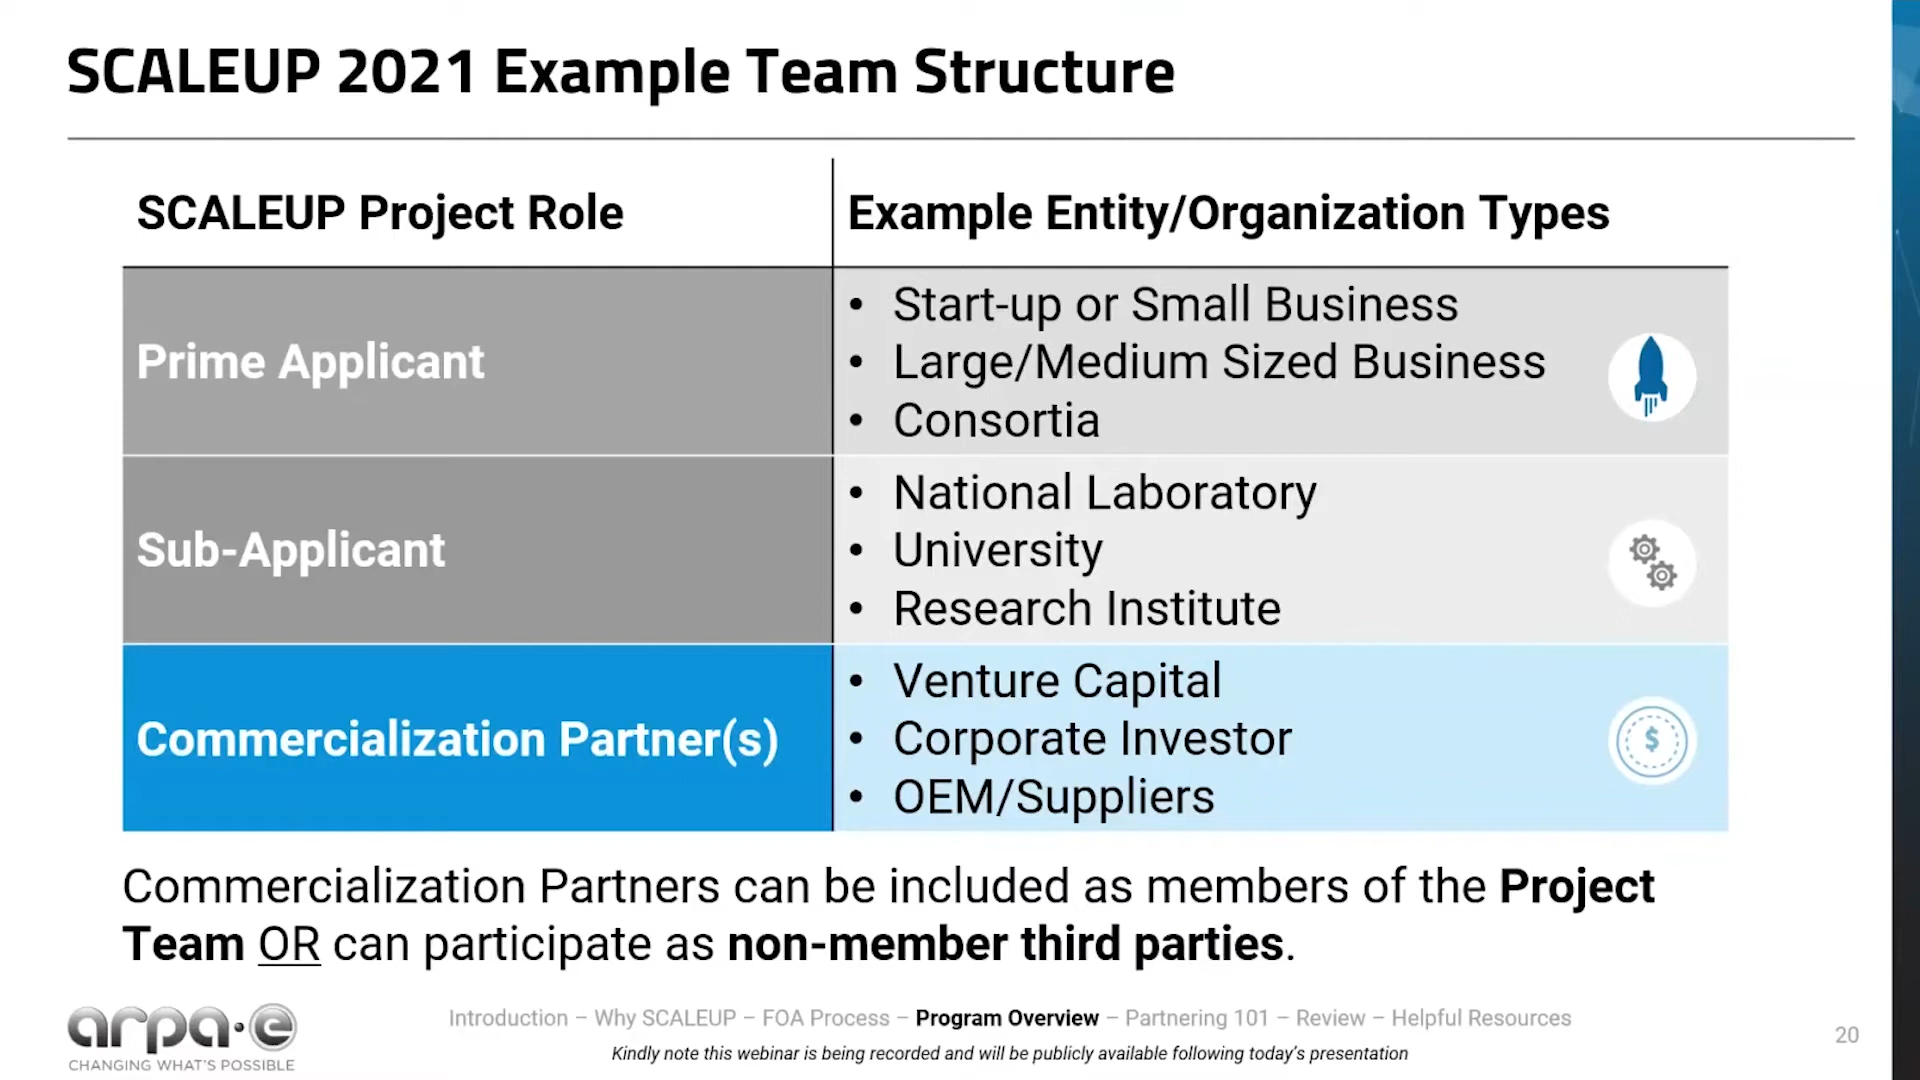 SCALEUP 2021 Example Team Structure
SCALEUP Project Role
Example Entity/Organization Types
Prime Applicant
• Start-up or Small Business
• Large/Medium Sized Business
• Consortia
Sub-Applicant
• National Laboratory
• University
• Research Institute
Commercialization Partner(s)
• Venture Capital
• Corporate Investor
• OEM/Suppliers
$
Commercialization Partners can be included as members of the Project
Team OR can participate as non-member third parties.
arpa·e
CHANGING WHAT'S POSSIBLE
Introduction – Why SCALEUP – FOA Process – Program Overview – Partnering 101 – Review – Helpful Resources
Kindly note this webinar is being recorded and will be publicly available following today's presentation
20